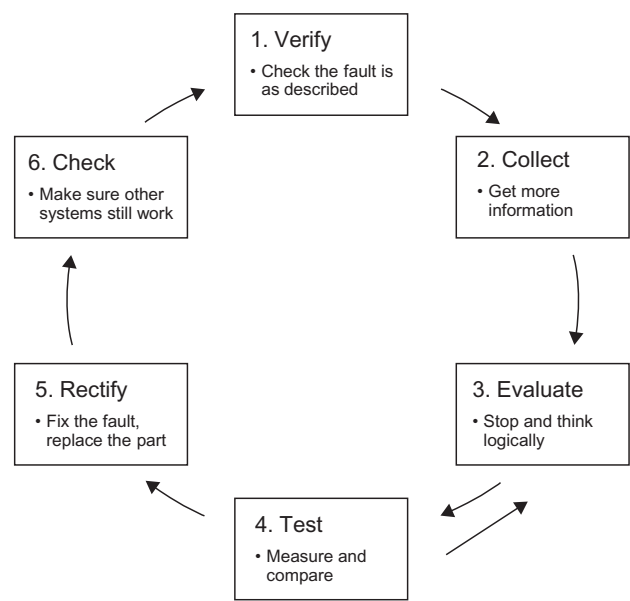 1. Verify
• Check the fault is
as described
2. Collect
• Get more
information
3. Evaluate
• Stop and think
logically
4. Test
• Measure and
compare
5. Rectify
• Fix the fault,
replace the part
6. Check
• Make sure other
systems still work